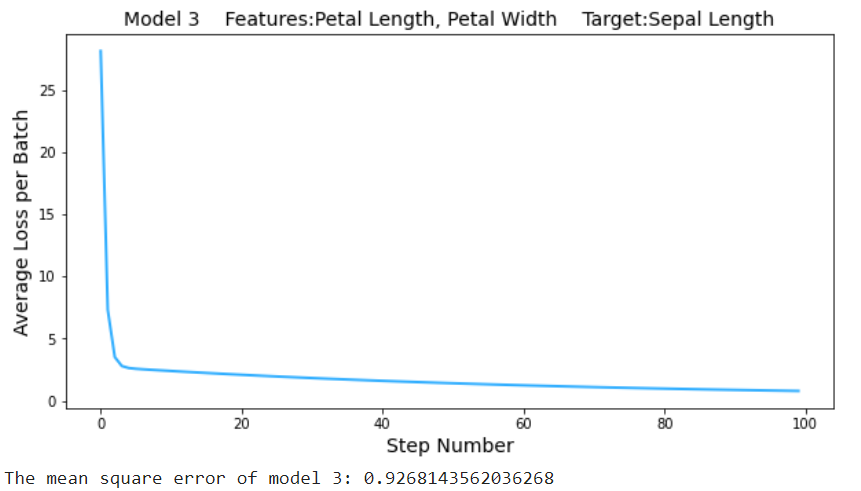 Model 3    Features:Petal Length, Petal Width    Target:Sepal Length
25
20
15
10
5
0
Average Loss per Batch
0 20 40 60 80 100
Step Number
The mean square error of model 3: 0.9268143562036268